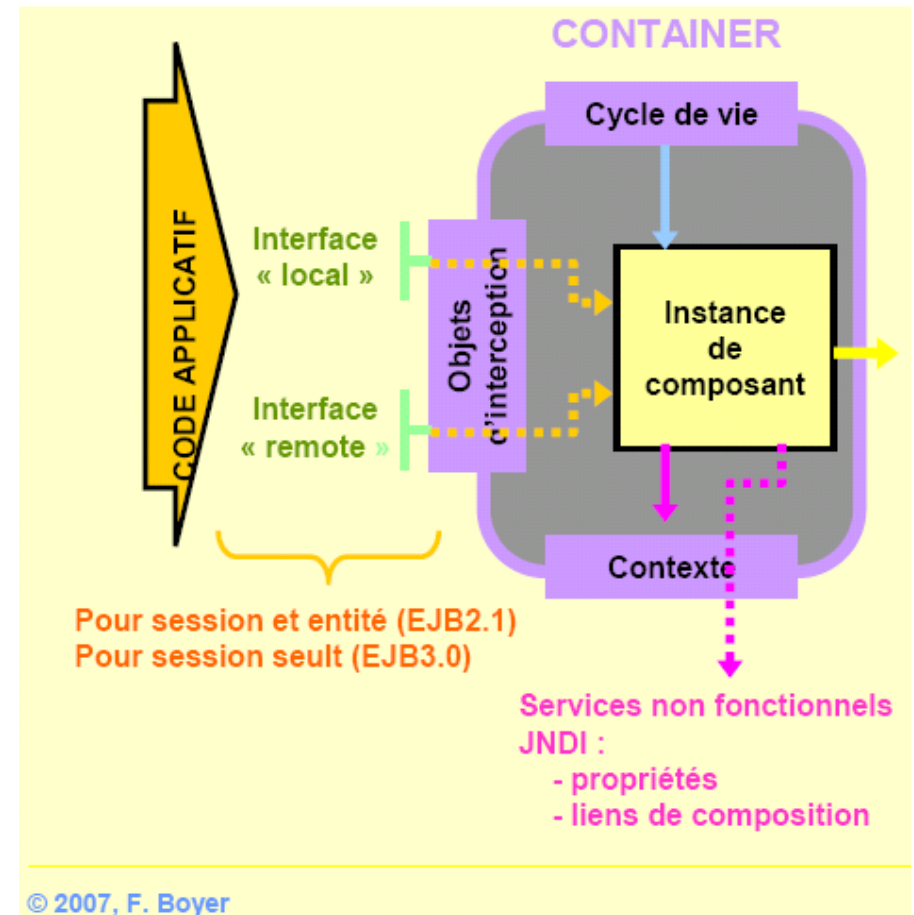 CONTAINER
Cycle de vie
CODE APPLICATIF
Interface
« local »
Objets
d'interception
Instance
de
composant
Interface
« remote »
Contexte
Pour session et entité (EJB2.1)
Pour session seult (EJB3.0)
Services non fonctionnels
JNDI :
- propriétés
- liens de composition
© 2007, F. Boyer